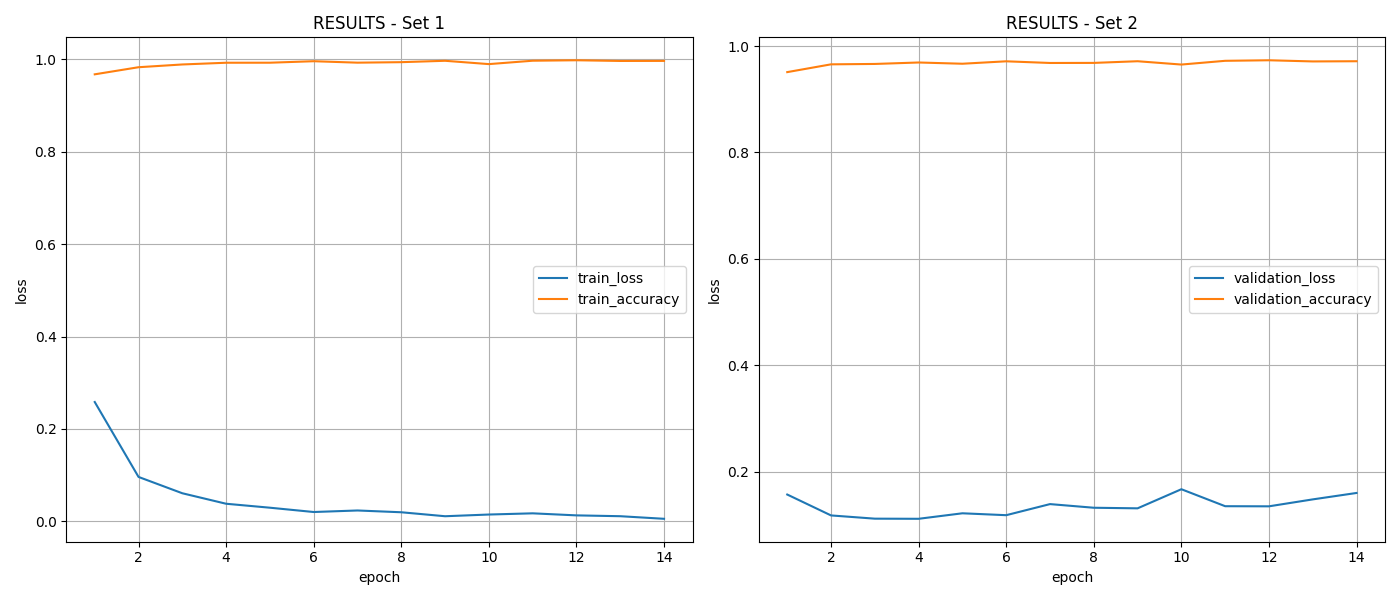 RESULTS - Set 1
1.0
0.8
0.6
0.4
0.2
0.0
loss
train_loss
train_accuracy
2 4 6 8 10 12 14
epoch
RESULTS - Set 2
1.0
0.8
0.6
0.4
0.2
loss
validation_loss
validation_accuracy
2 4 6 8 10 12 14
epoch